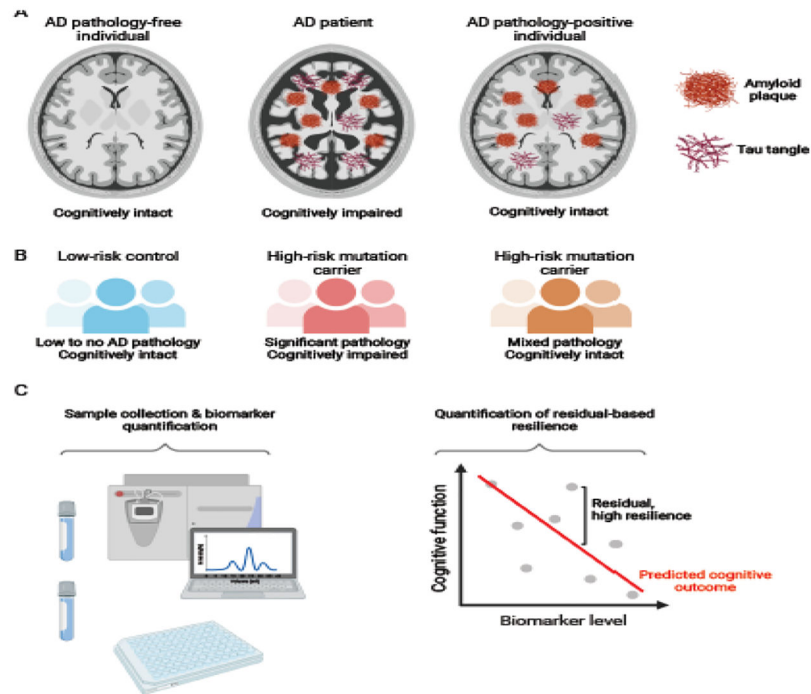 A
AD pathology-free
individual
AD patient
AD pathology-positive
individual
Amyloid
plaque
Tau tangle
Cognitively intact
Cognitively impaired
Cognitively intact
B
Low-risk control
High-risk mutation
carrier
High-risk mutation
carrier
Low to no AD pathology
Cognitively intact
Significant pathology
Cognitively impaired
Mixed pathology
Cognitively intact
C
Sample collection & biomarker
quantification
Quantification of residual-based
resilience
Cognitive function
Residual,
high resilience
Predicted cognitive
outcome
Biomarker level